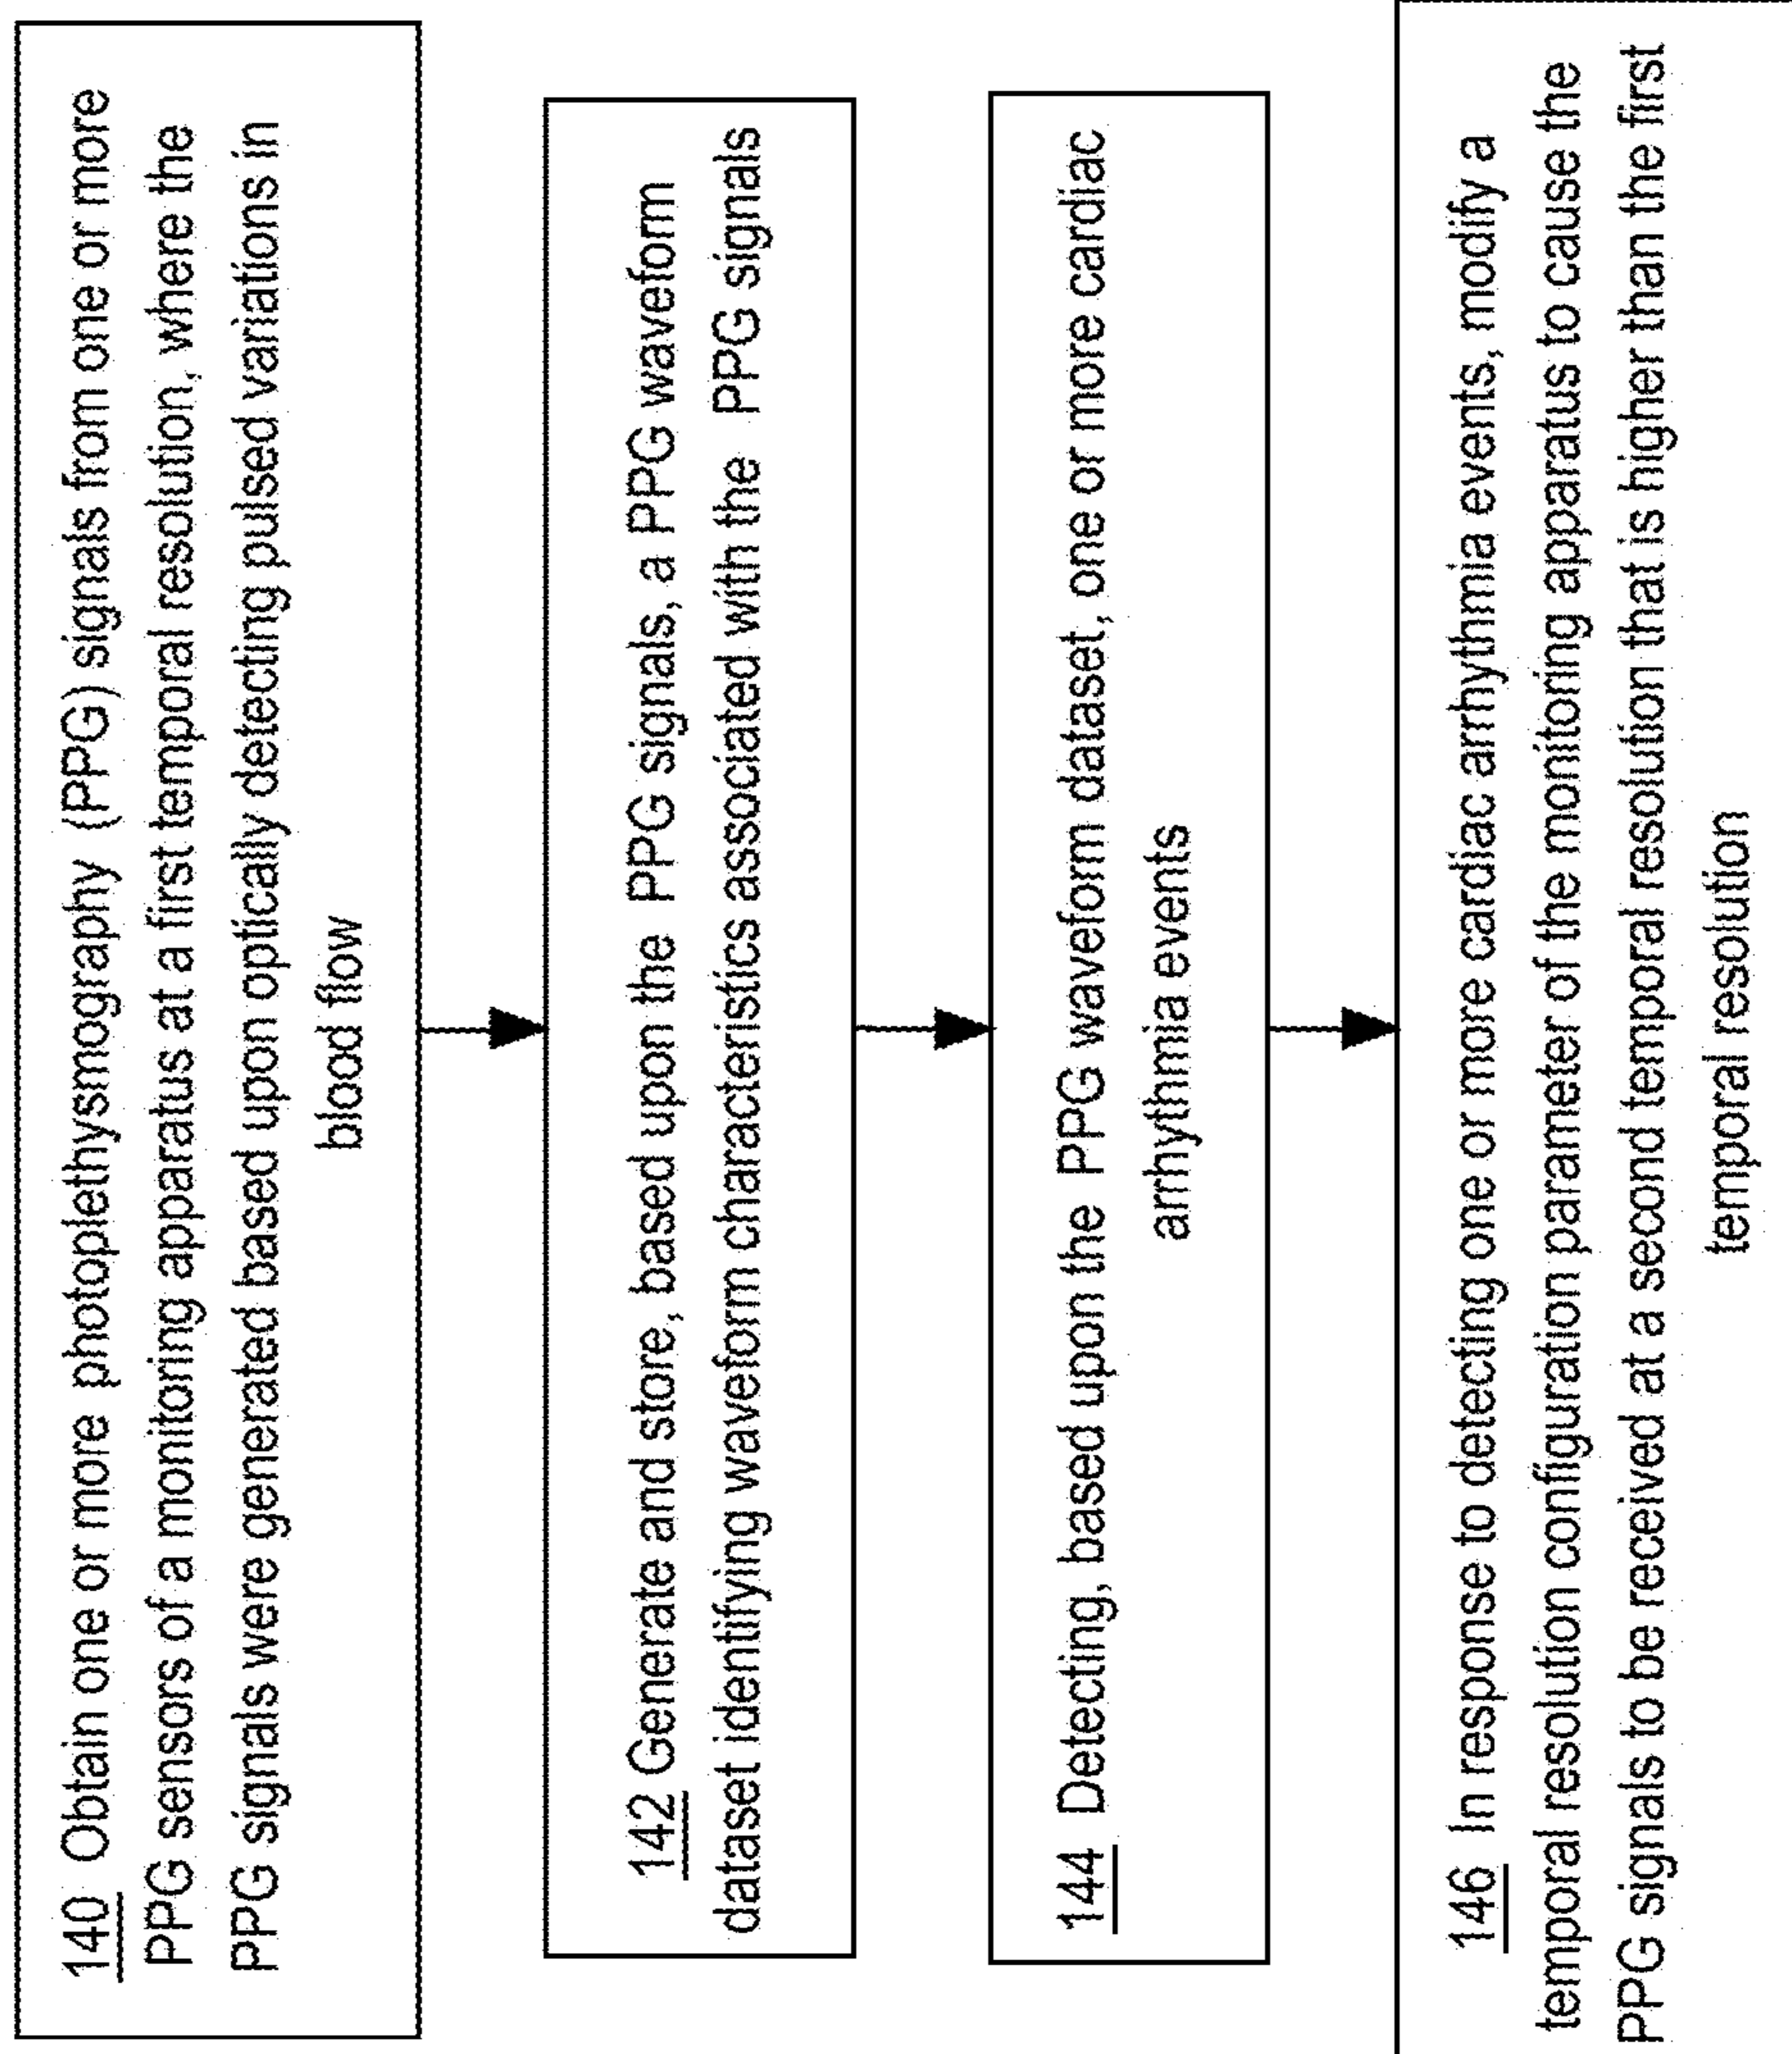 140 Obtain one or more photoplethysmography (PPG) signals from one or more
PPG sensors of a monitoring apparatus at a first temporal resolution, where the
PPG signals were generated based upon optically detecting pulsed variations in
blood flow
142 Generate and store, based upon the PPG signals, a PPG waveform
dataset identifying waveform characteristics associated with the PPG signals
144 Detecting, based upon the PPG waveform dataset, one or more cardiac
arrhythmia events
146 In response to detecting one or more cardiac arrhythmia events, modify a
temporal resolution configuration parameter of the monitoring apparatus to cause the
PPG signals to be received at a second temporal resolution that is higher than the first
temporal resolution